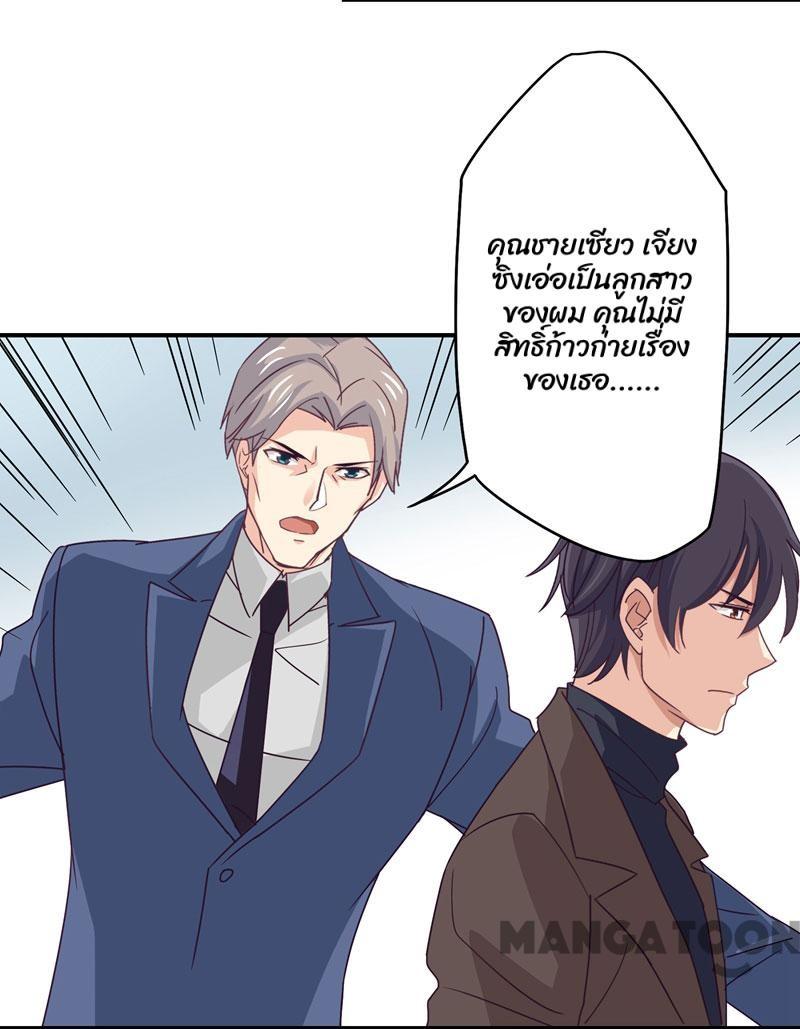 คุณชายเซียว เจียง
ซิงเอ่อเป็นลูกสาว
ของผม คุณไม่มี
สิทธิ์ก้าวก่ายเรื่อง
ของเธอ......
MANGATOON